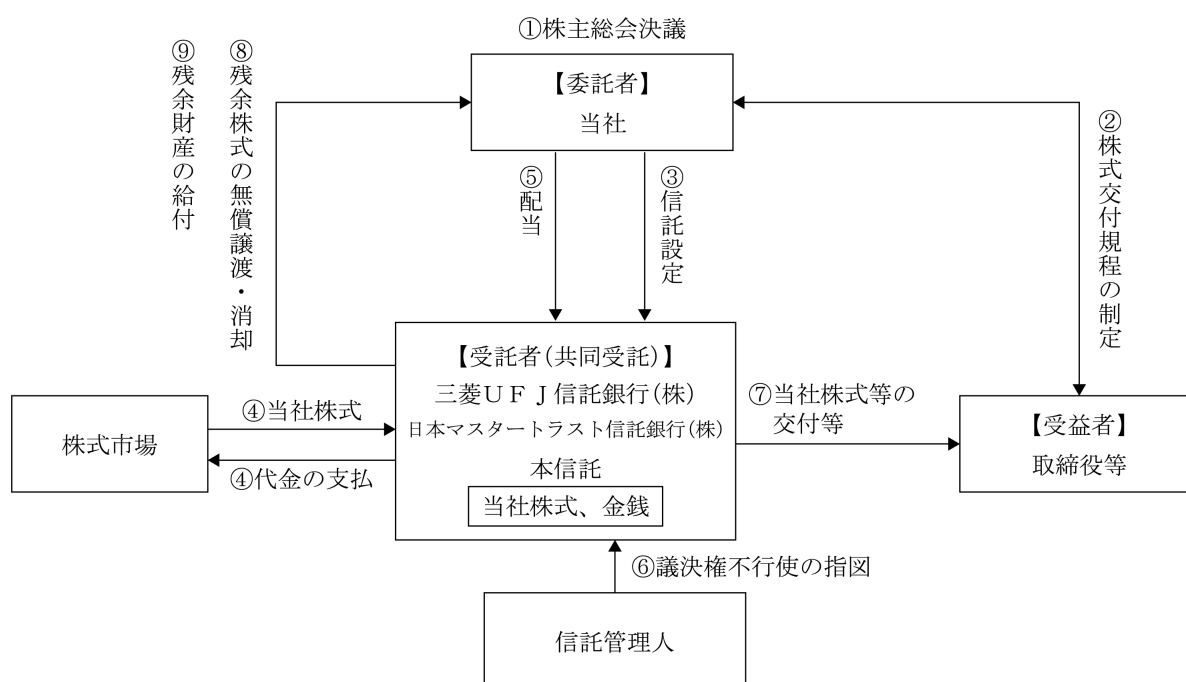 ①株主総会決議
【委託者】
当社
⑨残余財産の給付
⑧残余株式の無償譲渡・消却
⑤配当
③信託設定
②株式交付規程の制定
【受託者(共同受託)】
三菱UFJ信託銀行(株)
日本マスタートラスト信託銀行(株)
本信託
当社株式、金銭
株式市場
④当社株式
④代金の支払
⑦当社株式等の
交付等
【受益者】
取締役等
⑥議決権不行使の指図
信託管理人